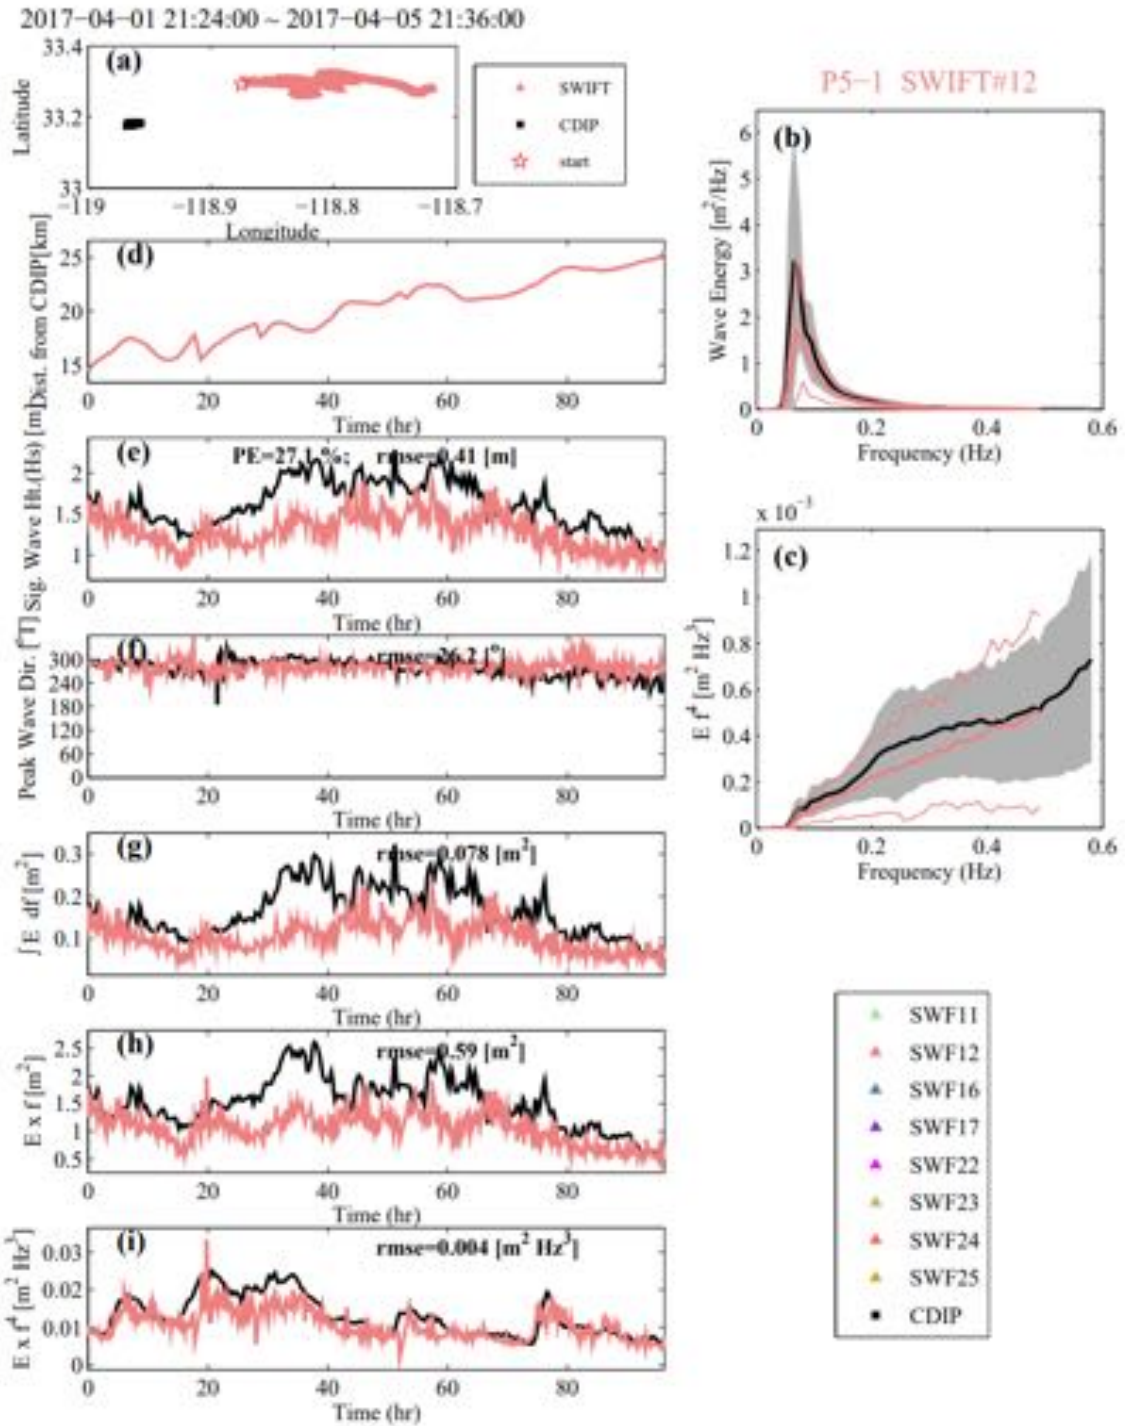 2017-04-01 21:24:00 ~ 2017-04-05 21:36:00
(a)
33.4
33.2
33
Latitude
-119
-118.9
-118.8
-118.7
Longitude
SWIFT
CDIP
start
P5-1 SWIFT#12
(b)
6
5
4
3
2
1
0
Wave Energy [m²/Hz]
0
0.2
0.4
0.6
Frequency (Hz)
(d)
25
20
15
Dist. from CDIP[km]
0
20
40
60
80
Time (hr)
(e)
PE=27.1 %; rmse=0.41 [m]
2
1.5
1
Sig. Wave Ht.(Hs) [m]
0
20
40
60
80
Time (hr)
(c)
x 10⁻³
1.2
1
0.8
0.6
0.4
0.2
0
E f⁴ [m² Hz³]
0
0.2
0.4
0.6
Frequency (Hz)
(f)
rmse=26.2 [°]
300
240
180
120
60
0
Peak Wave Dir. [°T]
0
20
40
60
80
Time (hr)
(g)
rmse=0.078 [m²]
0.3
0.2
0.1
∫E df [m²]
0
20
40
60
80
Time (hr)
(h)
rmse=0.59 [m²]
2.5
2
1.5
1
0.5
E x f [m²]
0
20
40
60
80
Time (hr)
(i)
rmse=0.004 [m² Hz³]
0.03
0.02
0.01
0
E x f⁴ [m² Hz³]
0
20
40
60
80
Time (hr)
SWF11
SWF12
SWF16
SWF17
SWF22
SWF23
SWF24
SWF25
CDIP